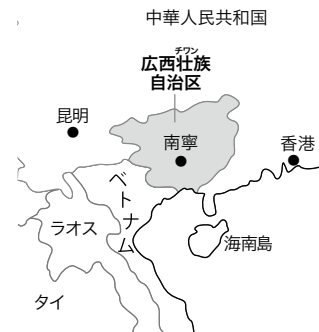 中華人民共和国
チワン
広西壮族
自治区
昆明
南寧
香港
ベトナム
ラオス
海南島
タイ